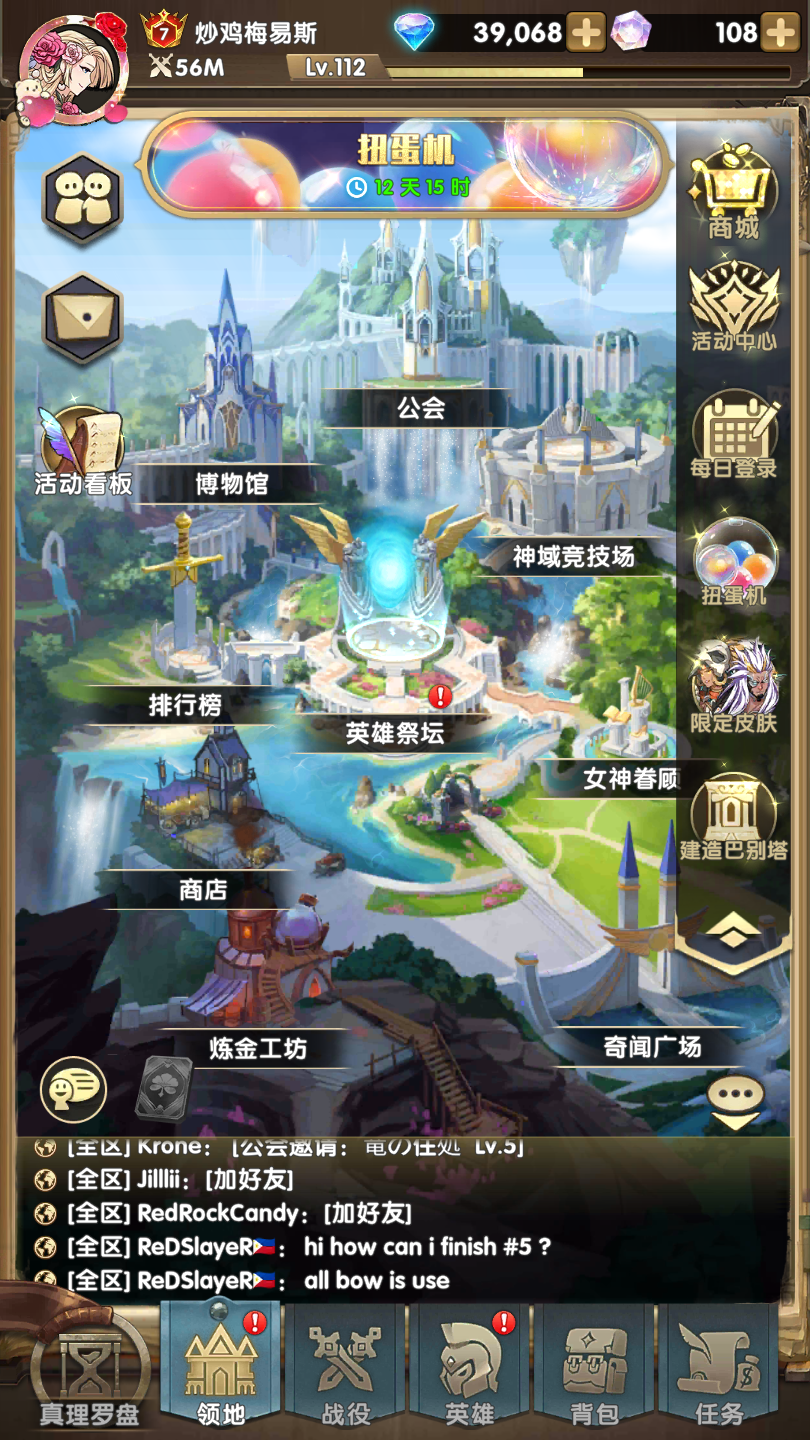 7 炒鸡梅易斯
39,068
108
56M
Lv.112
扭蛋机
12 天 15 时
商城
活动中心
公会
每日登录
活动看板
博物馆
神域竞技场
扭蛋机
排行榜
限定皮肤
英雄祭坛
女神眷顾
建造巴别塔
商店
炼金工坊
奇闻广场
[全区] Krone： [公会邀请：竜の住処 Lv.5]
[全区] Jilllii： [加好友]
[全区] RedRockCandy： [加好友]
[全区] ReDSlayeR🇵🇭： hi how can i finish #5 ?
[全区] ReDSlayeR🇵🇭： all bow is use
真理罗盘
领地
战役
英雄
背包
任务